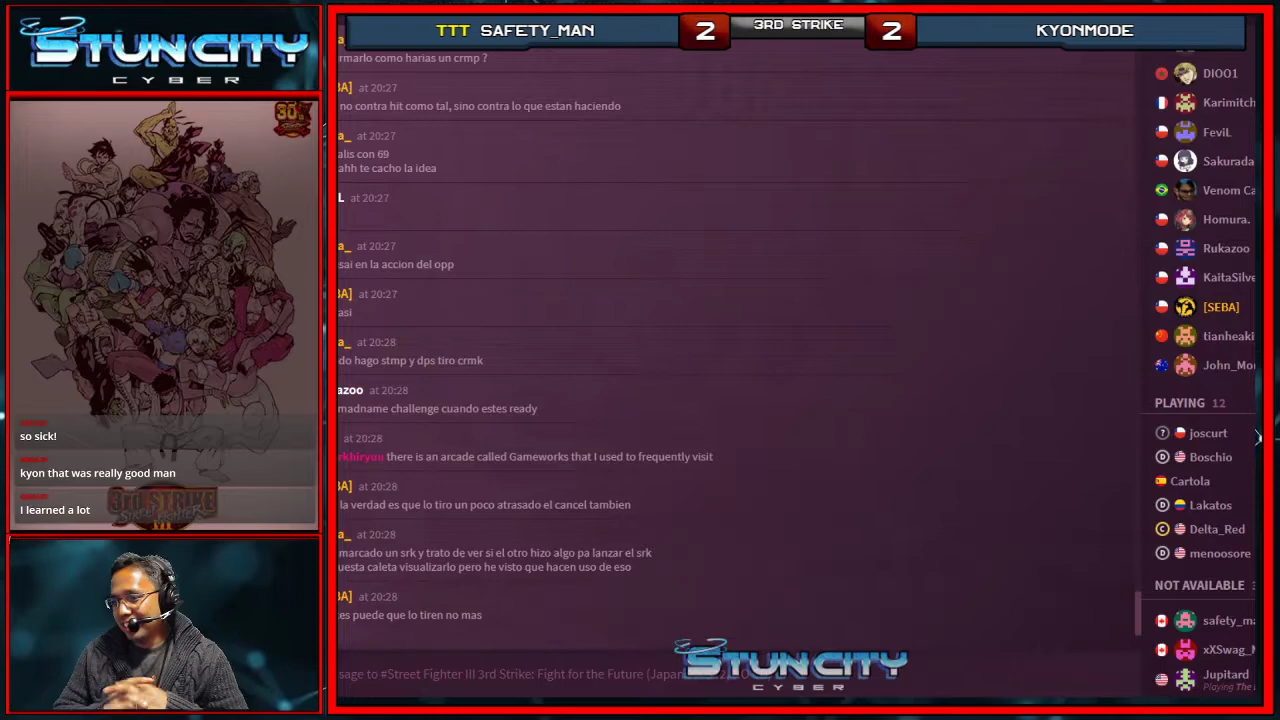 STUN CITY
CYBER
TTT SAFETY_MAN
2
3RD STRIKE
2
KYONMODE
rmarlo como harias un crmp ?
BA] at 20:27
no contra hit como tal, sino contra lo que estan haciendo
a_ at 20:27
alis con 69
ahh te cacho la idea
L at 20:27
a_ at 20:27
sai en la accion del opp
BA] at 20:27
asi
a_ at 20:28
do hago stmp y dps tiro crmk
azoo at 20:28
madname challenge cuando estes ready
at 20:28
rkhiryuu there is an arcade called Gameworks that I used to frequently visit
BA] at 20:28
la verdad es que lo tiro un poco atrasado el cancel tambien
a_ at 20:28
marcado un srk y trato de ver si el otro hizo algo pa lanzar el srk
uesta caleta visualizarlo pero he visto que hacen uso de eso
BA] at 20:28
es puede que lo tiren no mas
sage to #Street Fighter III 3rd Strike: Fight for the Future (Japan
STUN CITY
CYBER
DIOO1
Karimitch
FeviL
Sakurada
Venom Ca
Homura.
Rukazoo
KaitaSilve
[SEBA]
tianheaki
John_Mo
PLAYING 12
? joscurt
D Boschio
Cartola
D Lakatos
C Delta_Red
D menoosore
NOT AVAILABLE
safety_ma
xXSwag_
Jupitard
Playing The
30th
so sick!
kyon that was really good man
I learned a lot
3RD STRIKE
STREET FIGHTER
III